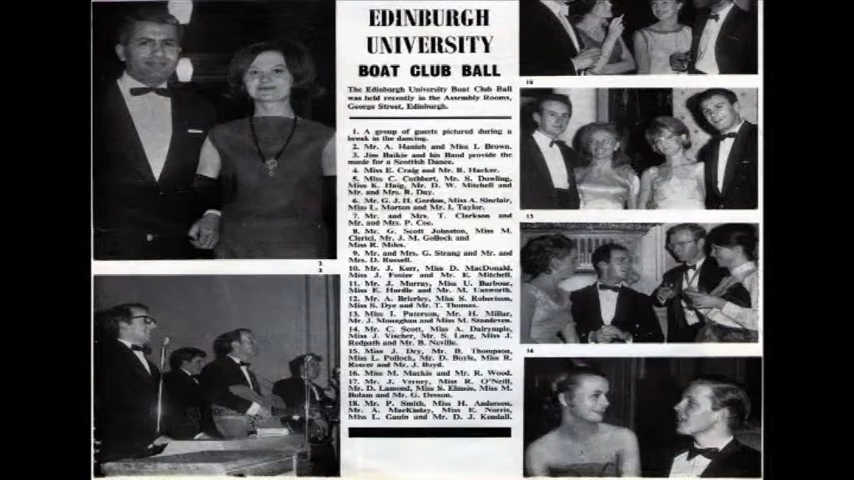 EDINBURGH
UNIVERSITY
BOAT CLUB BALL
The Edinburgh University Boat Club Ball
was held recently in the Assembly Rooms,
George Street, Edinburgh.
1. A group of guests pictured during a
break in the dancing.
2. Mr. A. Hanieh and Miss I. Brown.
3. Jim Baikie and his Band provide the
music for a Scottish Dance.
4. Miss E. Craig and Mr. R. Hacker.
5. Miss C. Cuthbert, Mr. S. Dowling,
Miss K. Haig, Mr. D. W. Mitchell and
Mr. and Mrs. R. Day.
6. Mr. G. J. H. Gordon, Miss A. Sinclair,
Miss L. Morton and Mr. I. Taylor.
7. Mr. and Mrs. T. Clarkson and
Mr. and Mrs. P. Coe.
8. Mr. G. Scott Johnston, Miss M.
Clerici, Mr. J. M. Gollock and
Miss R. Miles.
9. Mr. and Mrs. G. Strang and Mr. and
Mrs. D. Russell.
10. Mr. J. Kerr, Miss D. MacDonald,
Miss J. Foster and Mr. E. Mitchell.
11. Mr. J. Murray, Miss U. Barbour,
Miss E. Hurdle and Mr. M. Unsworth.
12. Mr. A. Brierley, Miss S. Robertson,
Miss S. Dye and Mr. T. Thomas.
13. Miss I. Paterson, Mr. H. Millar,
Mr. J. Monaghan and Miss M.
14. Mr. C. Scott, Miss A. Dalrymple,
Miss J. Vischer, Mr. S. Lang, Miss J.
Redpath and Mr. B. Neville.
15. Miss J. Dry, Mr. B. Thompson,
Miss L. Pollock, Mr. D. Boyle, Miss R.
and Mr. J. Boyd.
16. Miss M. Mackie and Mr. R. Wood.
17. Mr. J. Verney, Miss R. O'Neill,
Mr. D. Lamond, Miss S. Miss M.
Bolam and Mr. G. Desson.
18. Mr. P. Smith, Miss H. Anderson,
Mr. A. MacKinlay, Miss E. Norris,
Miss L. and Mr. D. J. Kendall.
2
3
10